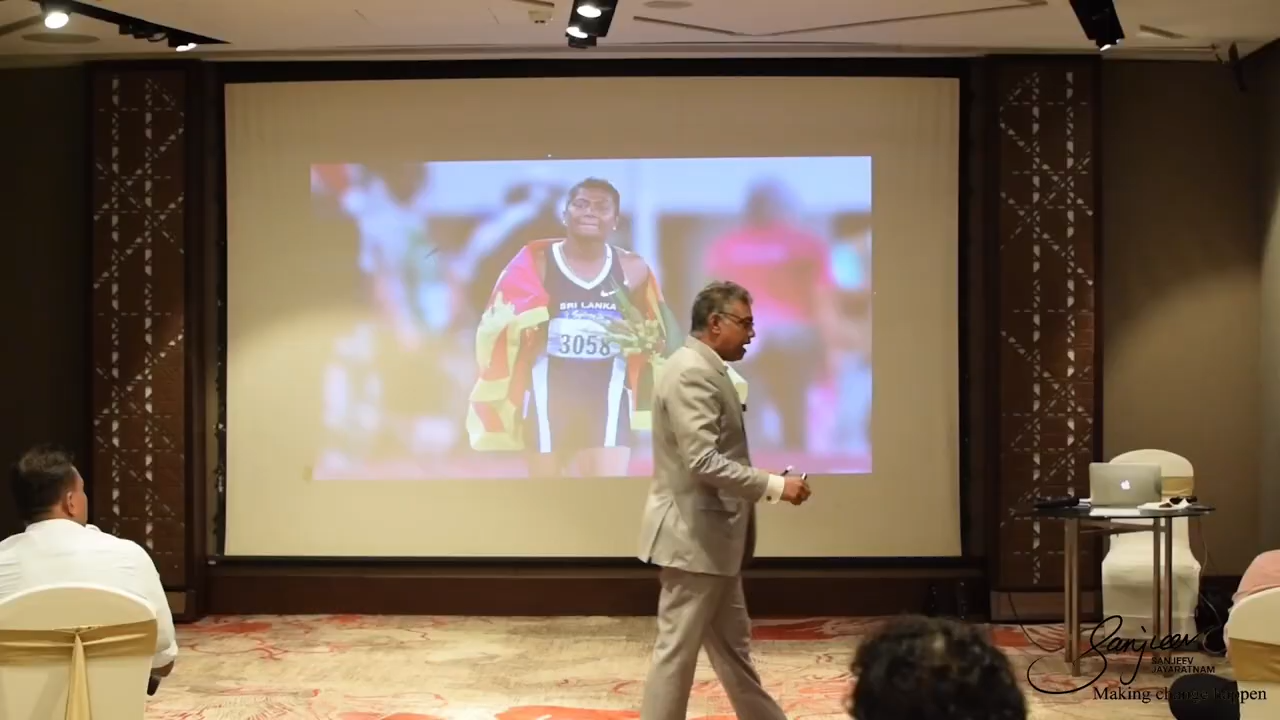 SRI LANKA
3058
Sanjeev
SANJEEV
JAYARATNAM
Making change happen